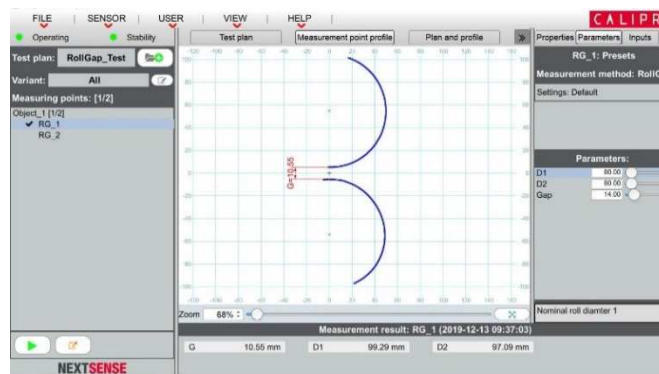 FILE SENSOR USER VIEW HELP
CALIPR
Operating Stability
Test plan Measurement point profile Plan and profile »
Properties Parameters Inputs
Test plan: RollGap_Test
Variant: All
Measuring points: [1/2]
Object_1 [1/2]
RG_1
RG_2
G=10.55
RG_1: Presets
Measurement method: RollG
Settings: Default
Parameters:
D1 80.00
D2 80.00
Gap 14.00
Nominal roll diamter 1
Zoom 68%
Measurement result: RG_1 (2019-12-13 09:37:03)
G 10.55 mm D1 99.29 mm D2 97.09 mm
NEXTSENSE